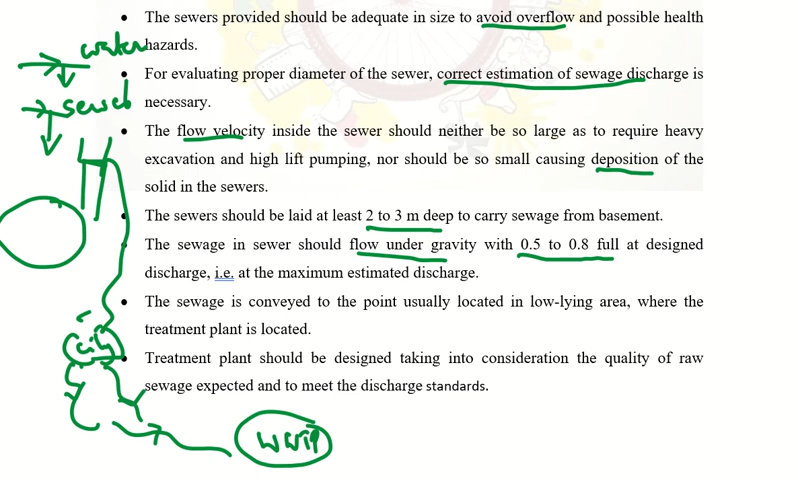 The sewers provided should be adequate in size to avoid overflow and possible health
hazards.
For evaluating proper diameter of the sewer, correct estimation of sewage discharge is
necessary.
The flow velocity inside the sewer should neither be so large as to require heavy
excavation and high lift pumping, nor should be so small causing deposition of the
solid in the sewers.
The sewers should be laid at least 2 to 3 m deep to carry sewage from basement.
The sewage in sewer should flow under gravity with 0.5 to 0.8 full at designed
discharge, i.e. at the maximum estimated discharge.
The sewage is conveyed to the point usually located in low-lying area, where the
treatment plant is located.
Treatment plant should be designed taking into consideration the quality of raw
sewage expected and to meet the discharge standards.
water
City